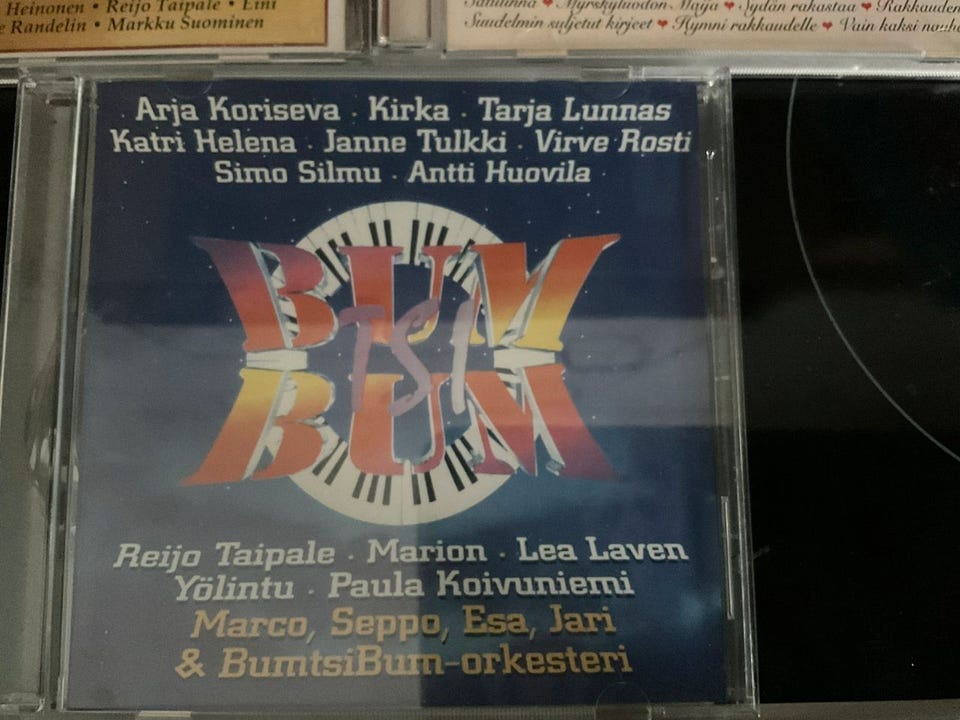 Heinonen • Reijo Taipale • Eini
Randelin • Markku Suominen
Myrskyluodon Maija ❤ Sydän rakastaa ❤
Suudelmin suljetut kirjeet ❤ Hymni rakkaudelle ❤ Vain kaksi
Arja Koriseva · Kirka · Tarja Lunnas
Katri Helena · Janne Tulkki · Virve Rosti
Simo Silmu · Antti Huovila
BUM
TSI
BUM
Reijo Taipale · Marion · Lea Laven
Yölintu · Paula Koivuniemi
Marco, Seppo, Esa, Jari
& BumtsiBum-orkesteri